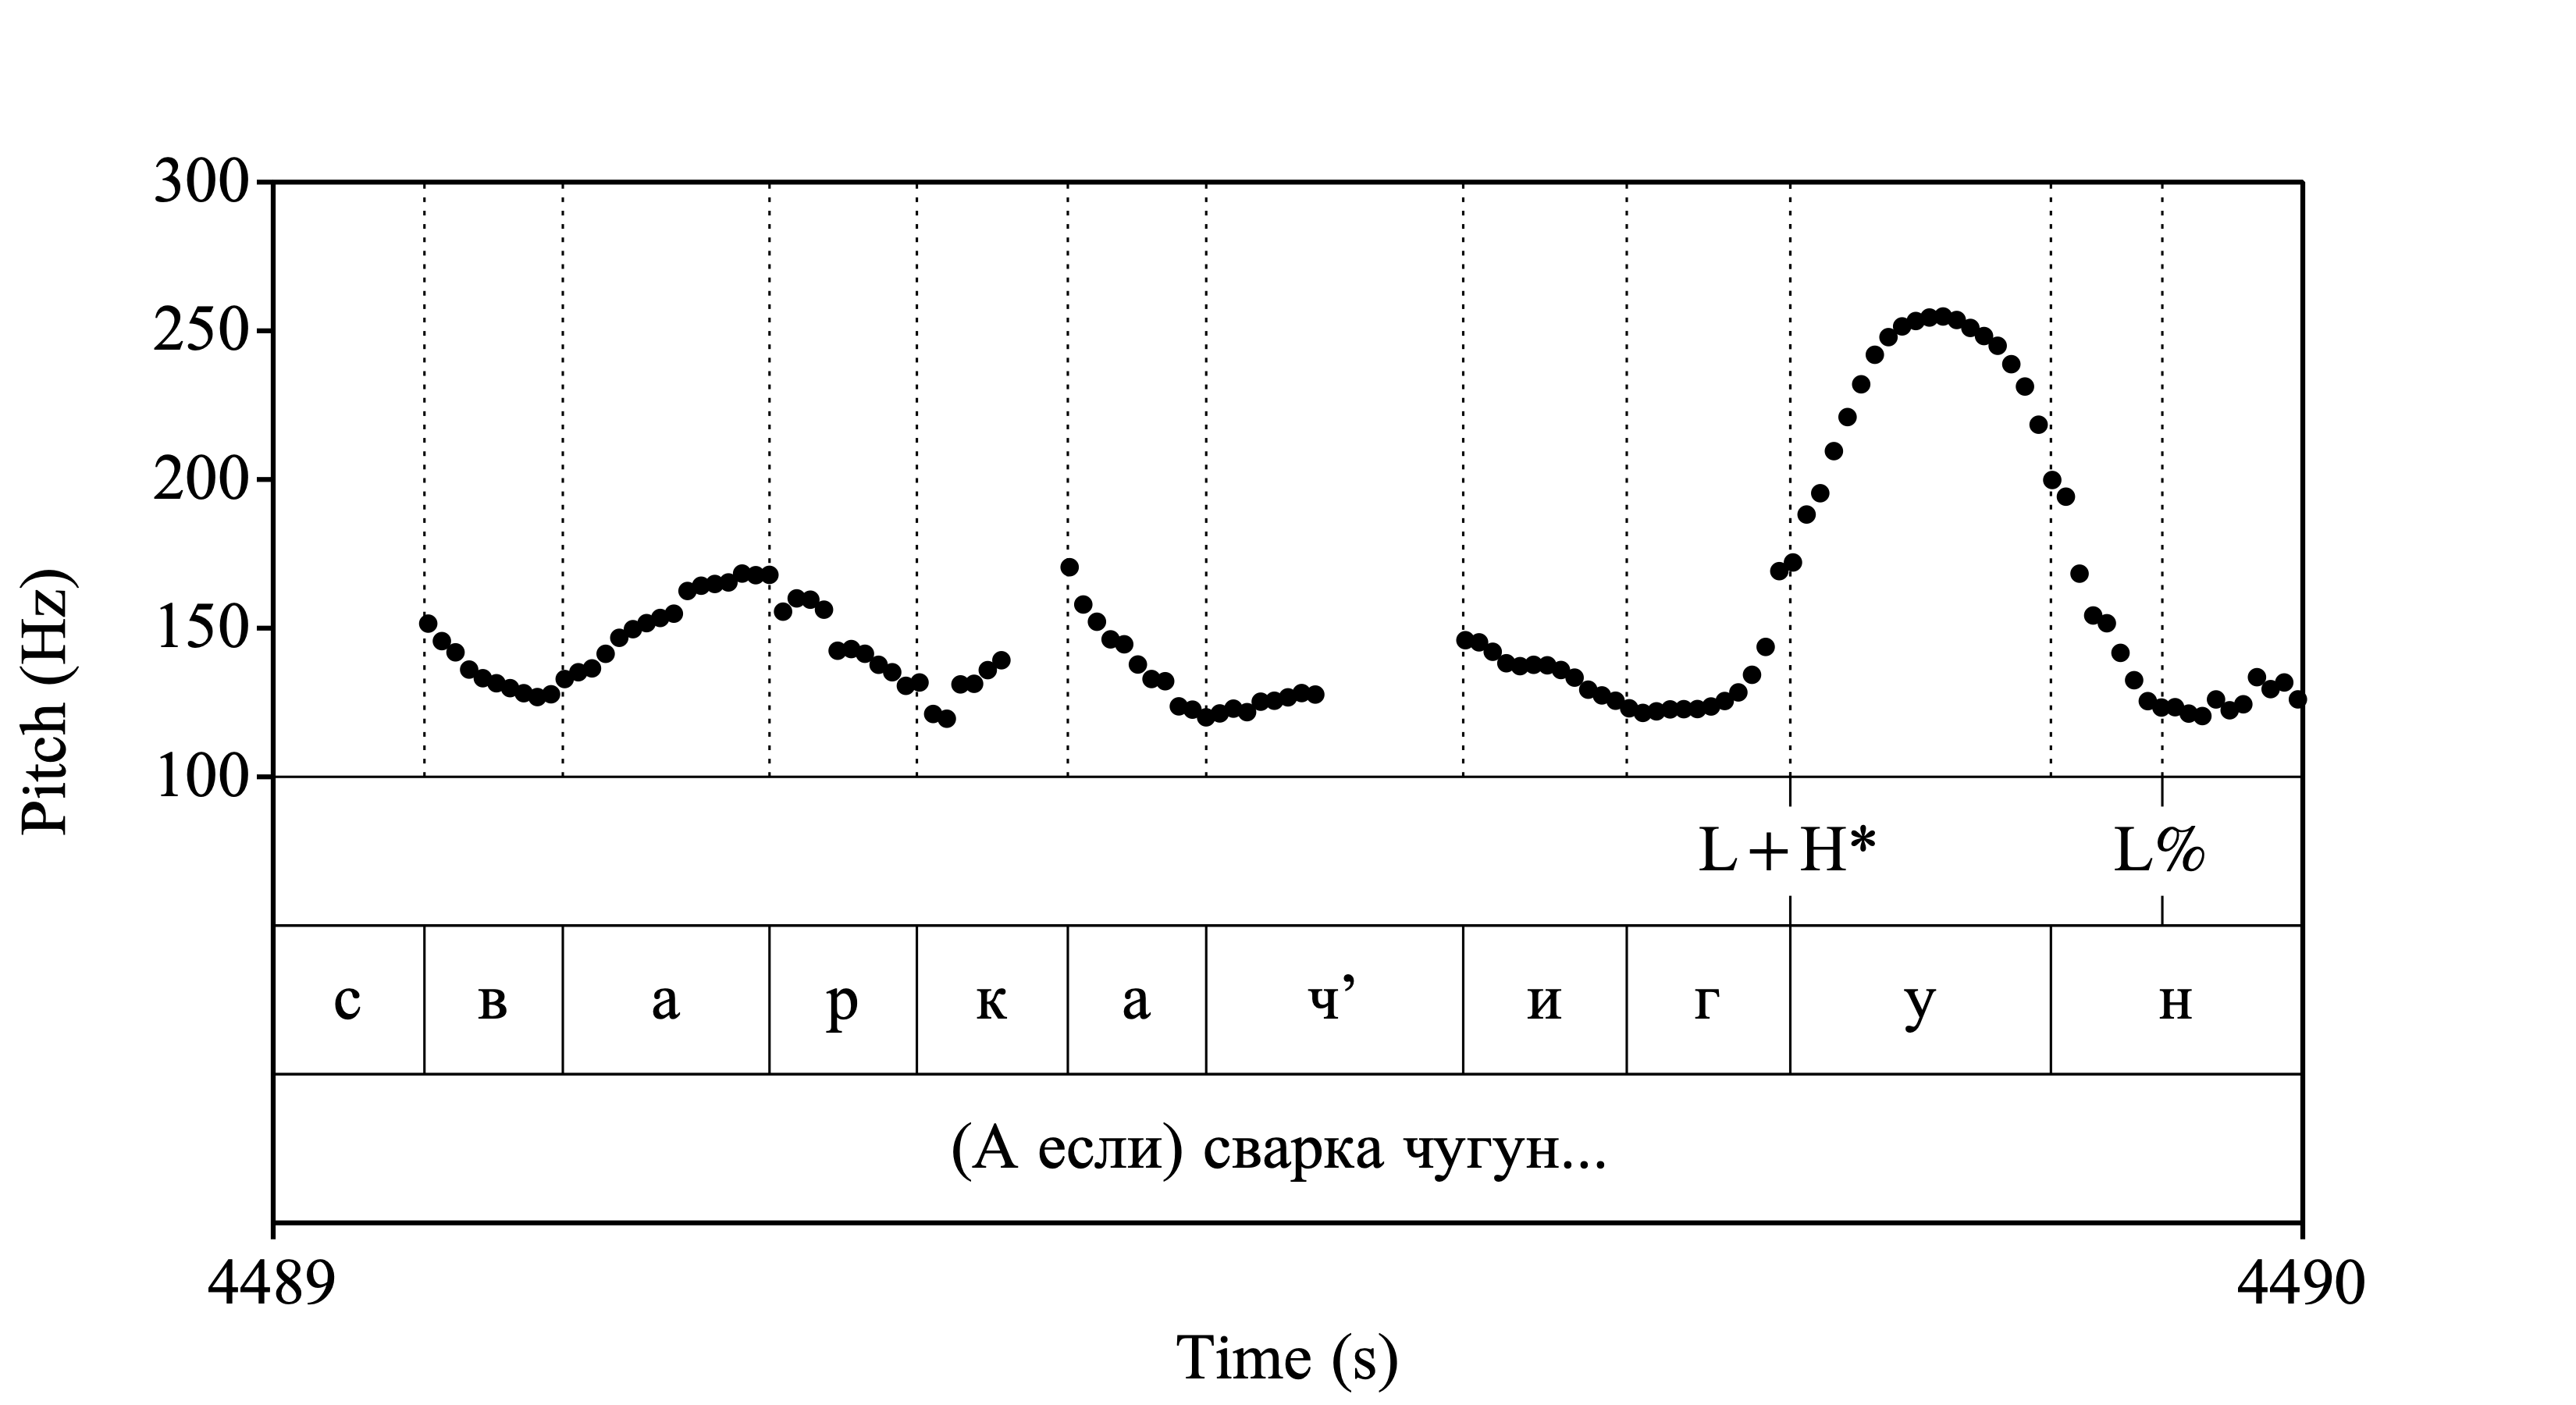 300
250
200
150
100
Pitch (Hz)
L+H* L%
с в а р к а ч’ и г у н
(А если) сварка чугун...
4489 4490
Time (s)